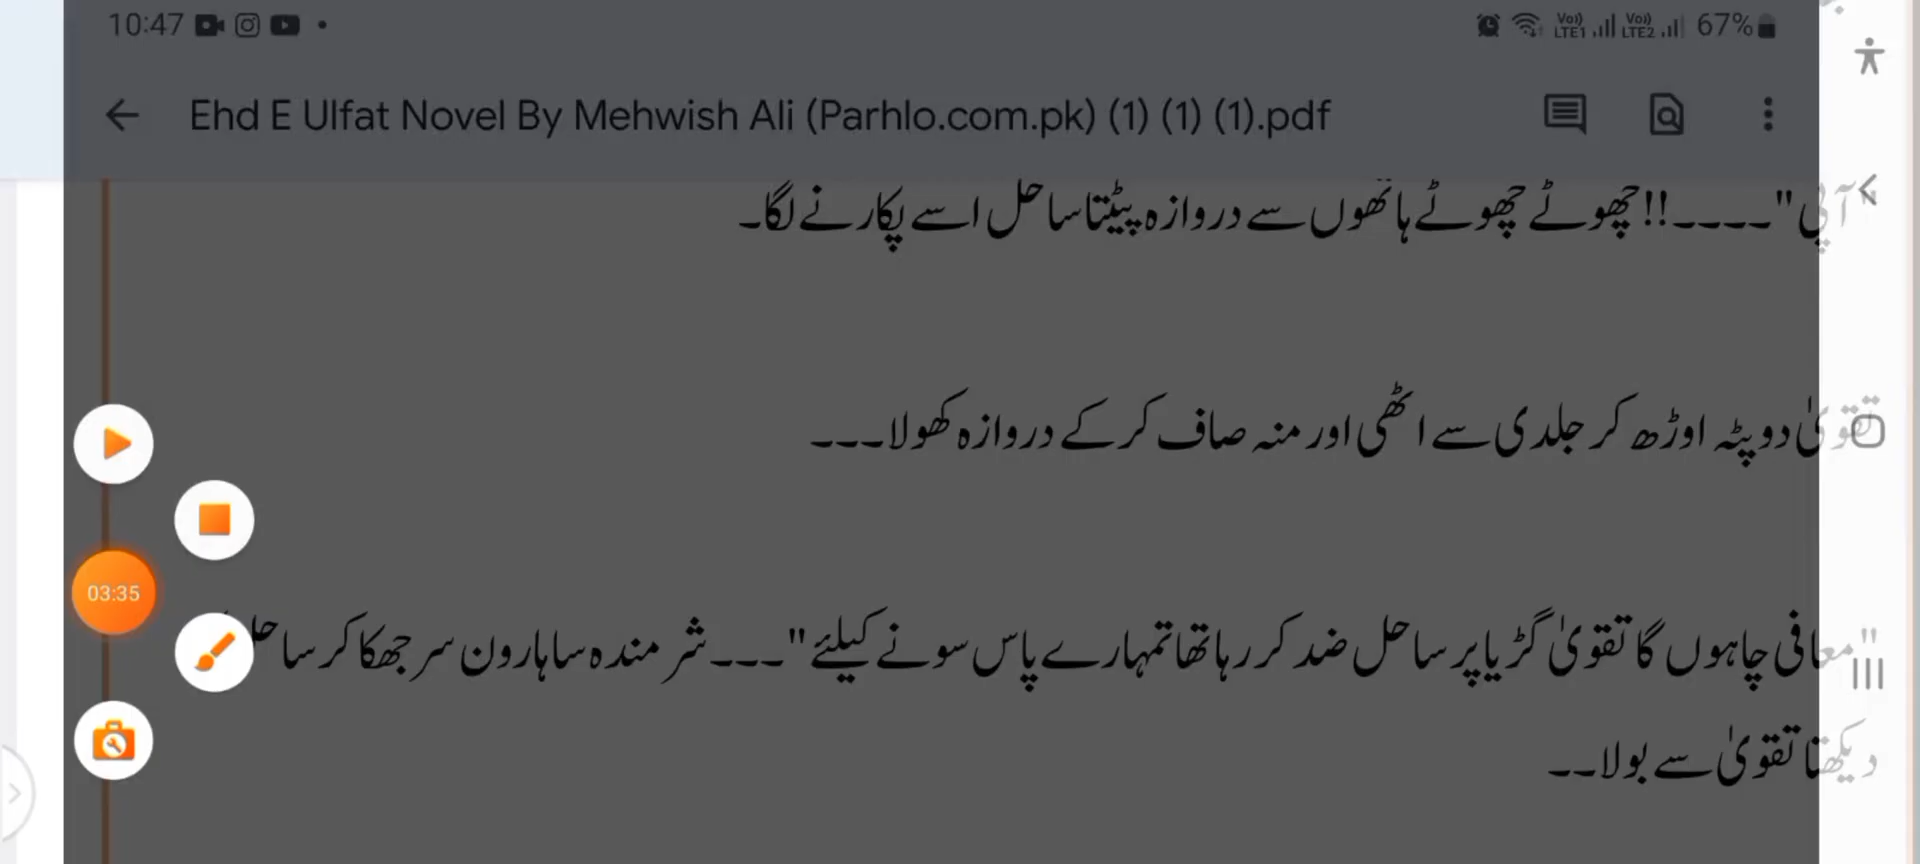 10:47 67%
Ehd E Ulfat Novel By Mehwish Ali (Parhlo.com.pk) (1) (1) (1).pdf
آپی"۔۔۔۔!!چھوٹے چھوٹے ہاتھوں سے دروازہ پیٹتا ساحل اسے پکارنے لگا۔
تقویٰ دوپٹہ اوڑھ کر جلدی سے اٹھی اور منہ صاف کر کے دروازہ کھولا۔۔۔
03:35
"معافی چاہوں گا تقویٰ گڑیا پر ساحل ضد کر رہا تھا تمہارے پاس سونے کیلئے"۔۔۔شرمندہ سا ہارون سر جھکا کر ساحل
دیکھتا تقویٰ سے بولا۔۔